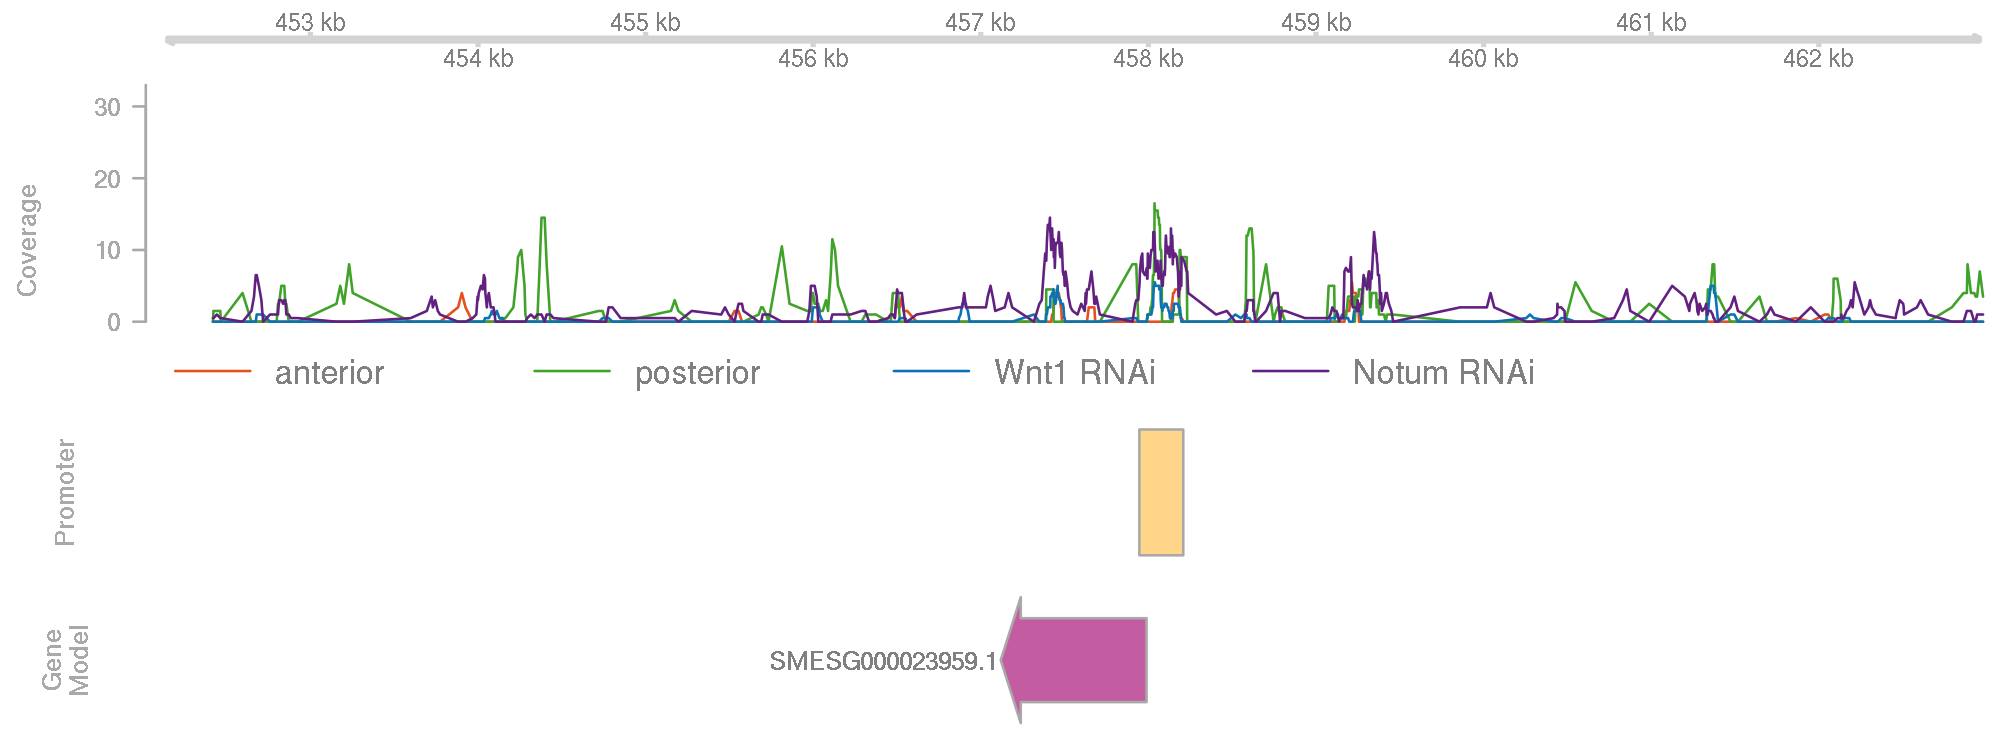 453 kb 455 kb 457 kb 459 kb 461 kb
454 kb 456 kb 458 kb 460 kb 462 kb
Coverage
30
20
10
0
anterior posterior Wnt1 RNAi Notum RNAi
Promoter
Gene
Model
SMESG000023959.1